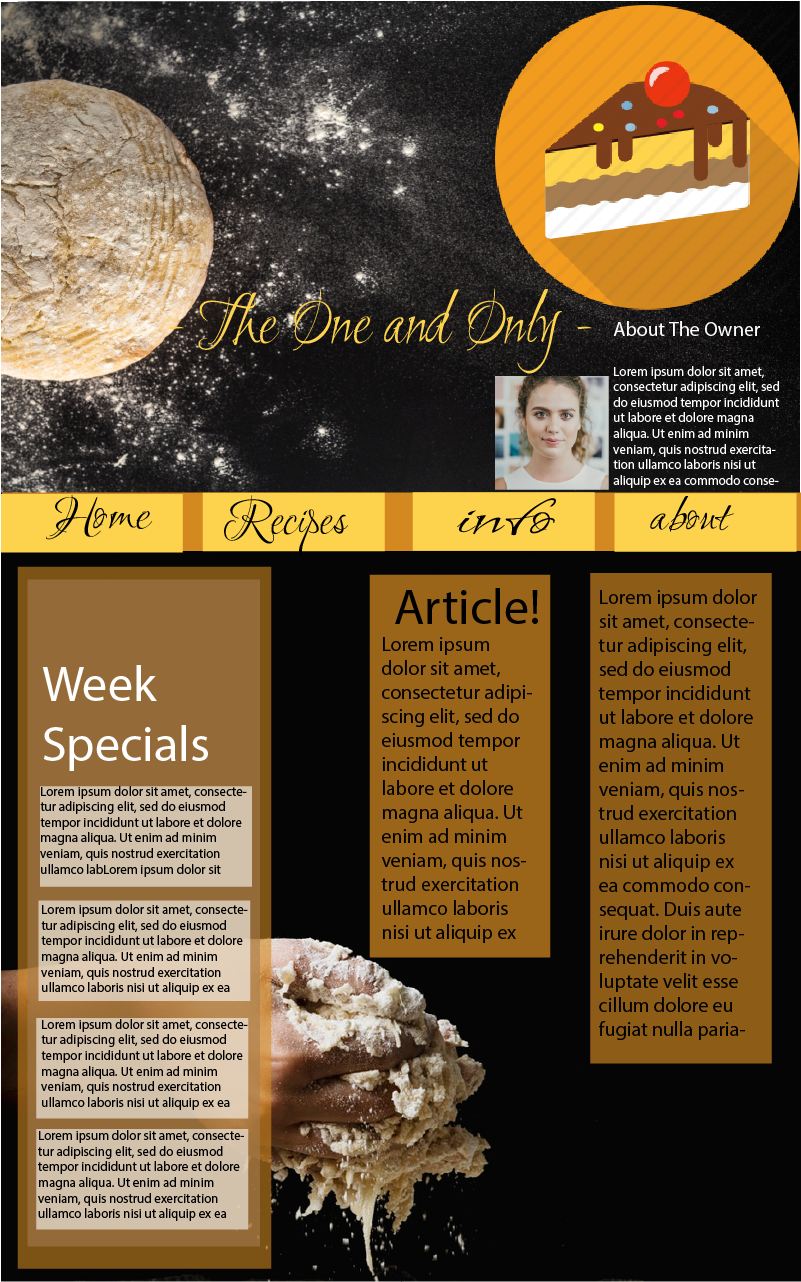 - The One and Only -
About The Owner
Lorem ipsum dolor sit amet,
consectetur adipiscing elit, sed
do eiusmod tempor incididunt
ut labore et dolore magna
aliqua. Ut enim ad minim
veniam, quis nostrud exercita-
tion ullamco laboris nisi ut
aliquip ex ea commodo conse-
Home Recipes info about
Week
Specials
Lorem ipsum dolor sit amet, consecte-
tur adipiscing elit, sed do eiusmod
tempor incididunt ut labore et dolore
magna aliqua. Ut enim ad minim
veniam, quis nostrud exercitation
ullamco labLorem ipsum dolor sit
Lorem ipsum dolor sit amet, consecte-
tur adipiscing elit, sed do eiusmod
tempor incididunt ut labore et dolore
magna aliqua. Ut enim ad minim
veniam, quis nostrud exercitation
ullamco laboris nisi ut aliquip ex ea
Lorem ipsum dolor sit amet, consecte-
tur adipiscing elit, sed do eiusmod
tempor incididunt ut labore et dolore
magna aliqua. Ut enim ad minim
veniam, quis nostrud exercitation
ullamco laboris nisi ut aliquip ex ea
Lorem ipsum dolor sit amet, consecte-
tur adipiscing elit, sed do eiusmod
tempor incididunt ut labore et dolore
magna aliqua. Ut enim ad minim
veniam, quis nostrud exercitation
ullamco laboris nisi ut aliquip ex ea
Article!
Lorem ipsum
dolor sit amet,
consectetur adipi-
scing elit, sed do
eiusmod tempor
incididunt ut
labore et dolore
magna aliqua. Ut
enim ad minim
veniam, quis nos-
trud exercitation
ullamco laboris
nisi ut aliquip ex
Lorem ipsum dolor
sit amet, consecte-
tur adipiscing elit,
sed do eiusmod
tempor incididunt
ut labore et dolore
magna aliqua. Ut
enim ad minim
veniam, quis nos-
trud exercitation
ullamco laboris
nisi ut aliquip ex
ea commodo con-
sequat. Duis aute
irure dolor in rep-
rehenderit in vo-
luptate velit esse
cillum dolore eu
fugiat nulla paria-